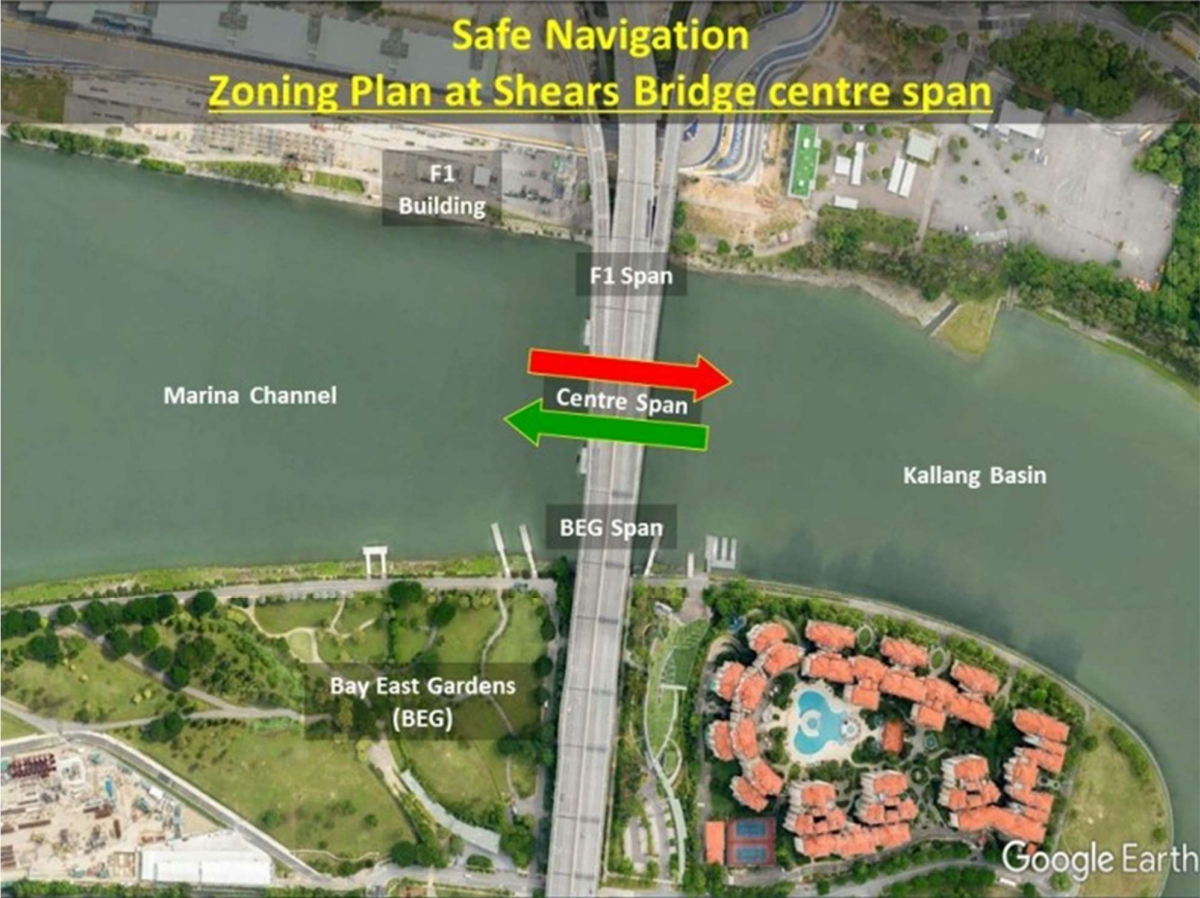 Safe Navigation
Zoning Plan at Shears Bridge centre span
F1
Building
F1 Span
Marina Channel
Centre Span
Kallang Basin
BEG Span
Bay East Gardens
(BEG)
Google Earth